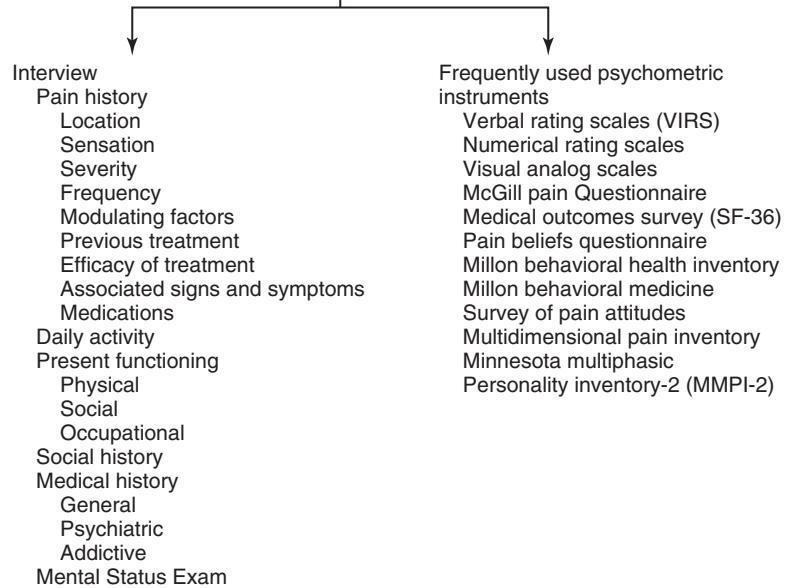 Interview
Pain history
Location
Sensation
Severity
Frequency
Modulating factors
Previous treatment
Efficacy of treatment
Associated signs and symptoms
Medications
Daily activity
Present functioning
Physical
Social
Occupational
Social history
Medical history
General
Psychiatric
Addictive
Mental Status Exam
Frequently used psychometric
instruments
Verbal rating scales (VIRS)
Numerical rating scales
Visual analog scales
McGill pain Questionnaire
Medical outcomes survey (SF-36)
Pain beliefs questionnaire
Millon behavioral health inventory
Millon behavioral medicine
Survey of pain attitudes
Multidimensional pain inventory
Minnesota multiphasic
Personality inventory-2 (MMPI-2)